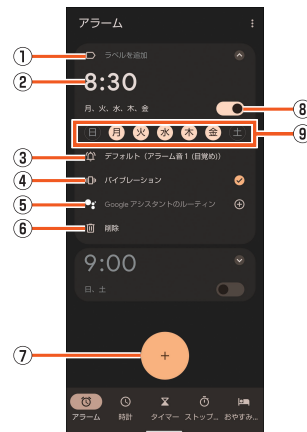 アラーム
① ラベルを追加
② 8:30
月、火、水、木、金 ⑧
日 月 火 水 木 金 土 ⑨
③ デフォルト（アラーム音1（目覚め））
④ バイブレーション
⑤ Google アシスタントのルーティン
⑥ 削除
9:00
日、土
⑦ +
アラーム 時計 タイマー ストップ... おやすみ...